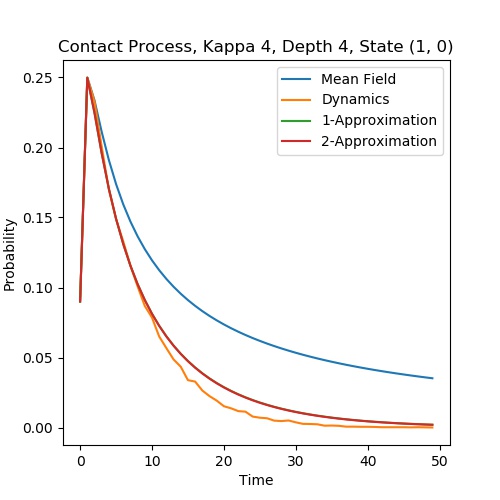 Contact Process, Kappa 4, Depth 4, State (1, 0)
Mean Field
Dynamics
1-Approximation
2-Approximation
0.25
0.20
0.15
0.10
0.05
0.00
Probability
0 10 20 30 40 50
Time